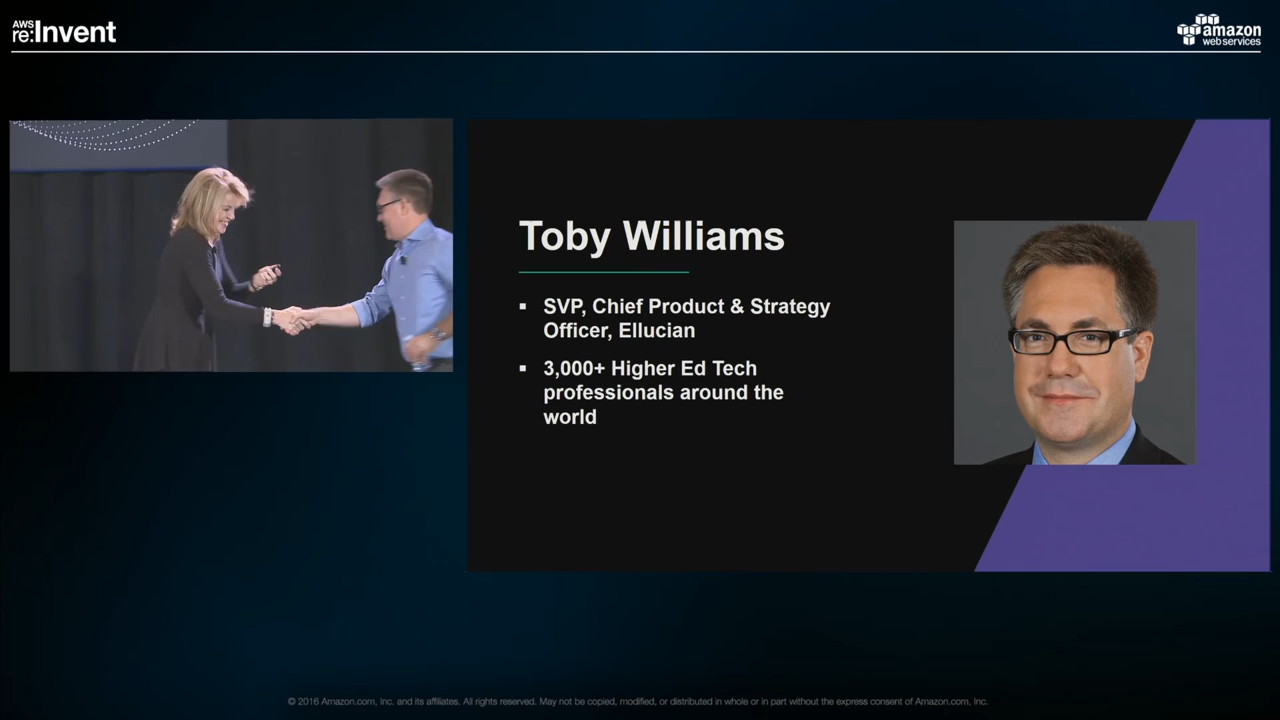 AWS
re:Invent
amazon
webservices
Toby Williams
▪ SVP, Chief Product & Strategy
Officer, Ellucian
▪ 3,000+ Higher Ed Tech
professionals around the
world
© 2016 Amazon.com, Inc. and its affiliates. All rights reserved. May not be copied, modified, or distributed in whole or in part without the express consent of Amazon.com, Inc.